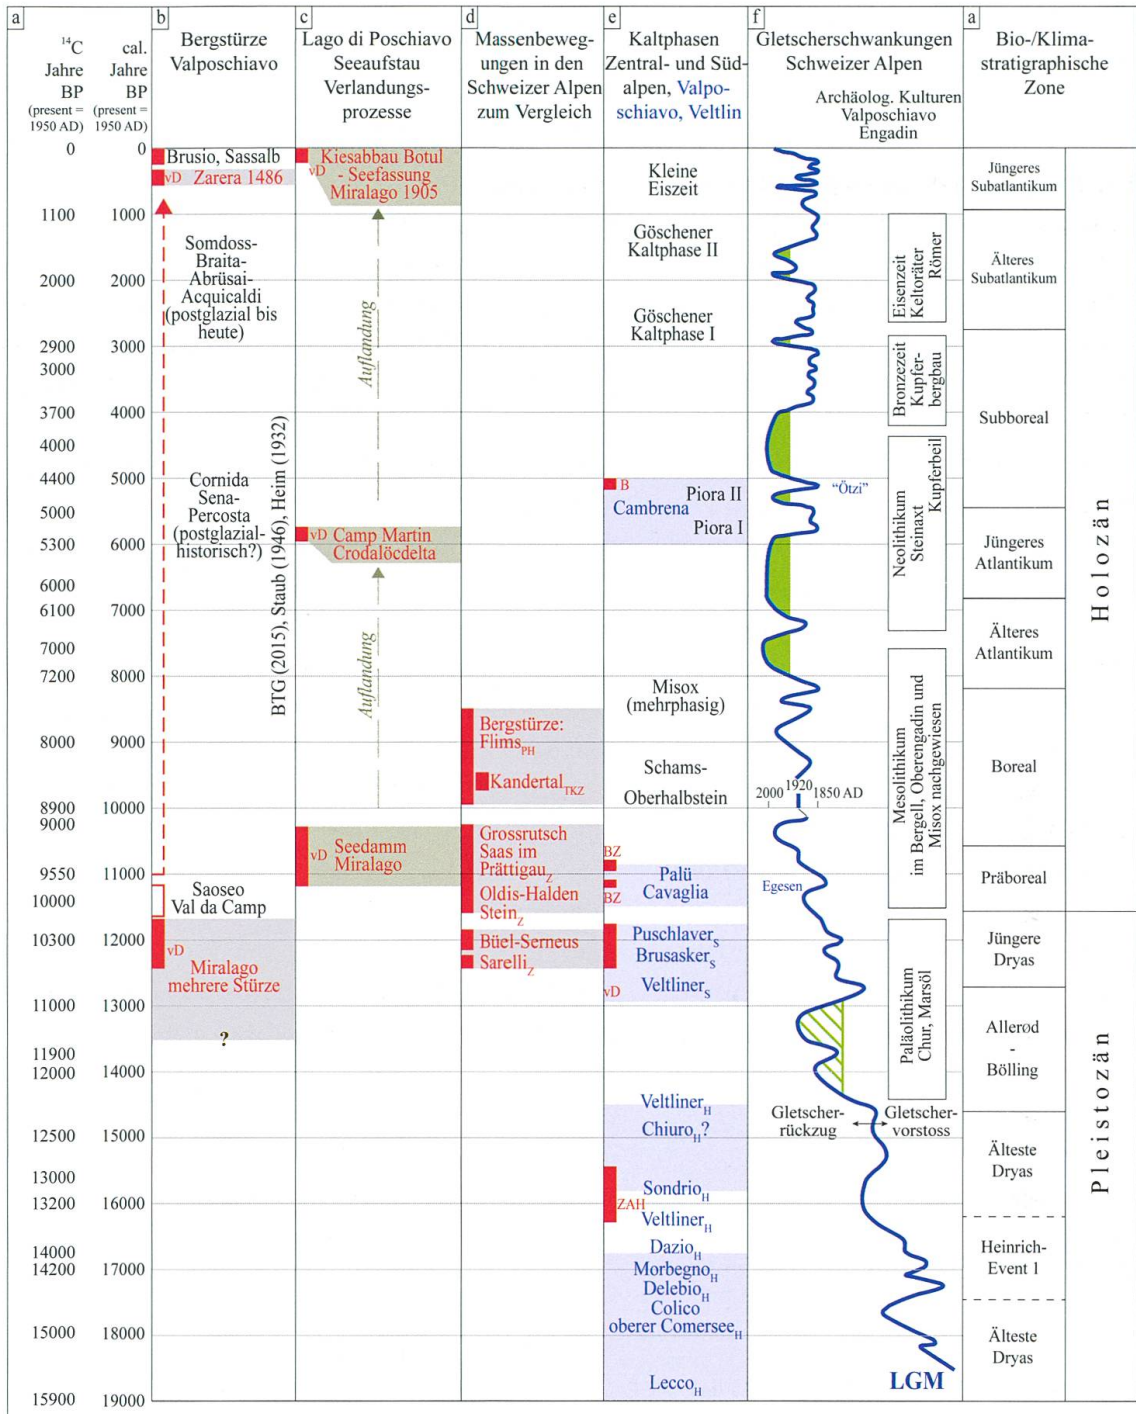 a
b
c
d
e
f
a
¹⁴C
Jahre
BP
(present =
1950 AD)
cal.
Jahre
BP
(present =
1950 AD)
Bergstürze
Valposchiavo
Lago di Poschiavo
Seeaufstau
Verlandungs-
prozesse
Massenbeweg-
ungen in den
Schweizer Alpen
zum Vergleich
Kaltphasen
Zentral- und Süd-
alpen, Valpo-
schiavo, Veltlin
Gletscherschwankungen
Schweizer Alpen
Archäolog. Kulturen
Valposchiavo
Engadin
Bio-/Klima-
stratigraphische
Zone
0
1100
2000
2900
3000
3700
4000
4400
5000
5300
6000
6100
7000
7200
8000
8900
9000
9550
10000
10300
11000
11900
12000
12500
13000
13200
14000
14200
15000
15900
0
1000
2000
3000
4000
5000
6000
7000
8000
9000
10000
11000
12000
13000
14000
15000
16000
17000
18000
19000
Brusio, Sassalb
vD Zarera 1486
Somdoss-
Braita-
Abrüsai-
Acquicaldi
(postglazial bis
heute)
Cornida
Sena-
Percosta
(postglazial-
historisch?)
BTG (2015), Staub (1946), Heim (1932)
Saoseo
Val da Camp
vD
Miralago
mehrere Stürze
?
Kiesabbau Botul
vD - Seefassung
Miralago 1905
Auflandung
vD Camp Martin
Crodalöcdelta
Auflandung
vD Seedamm
Miralago
Bergstürze:
Flims PH
Kandertal TKZ
Grossrutsch
Saas im
Prättigau Z
Oldis-Halden
Stein Z
Büel-Serneus
Sarelli Z
Kleine
Eiszeit
Göschener
Kaltphase II
Göschener
Kaltphase I
B
Piora II
Cambrena
Piora I
Misox
(mehrphasig)
Schams-
Oberhalbstein
BZ
Palü
Cavaglia
BZ
Puschlaver S
Brusasker S
Veltliner S
vD
Veltliner H
Chiuro H ?
Sondrio H
ZAH
Veltliner H
Dazio H
Morbegno H
Delebio H
Colico
oberer Comersee H
Lecco H
"Ötzi"
1920
2000 1850 AD
Egesen
Gletscher-
rückzug
Gletscher-
vorstoss
LGM
Eisenzeit
Keltoräter
Römer
Bronzezeit
Kupfer-
bergbau
Neolithikum
Steinaxt
Kupferbeil
Mesolithikum
im Bergell, Oberengadin und
Misox nachgewiesen
Paläolithikum
Chur, Marsöl
Jüngeres
Subatlantikum
Älteres
Subatlantikum
Subboreal
Jüngeres
Atlantikum
Älteres
Atlantikum
Boreal
Präboreal
Jüngere
Dryas
Allerød
-
Bölling
Älteste
Dryas
Heinrich-
Event 1
Älteste
Dryas
Holozän
Pleistozän